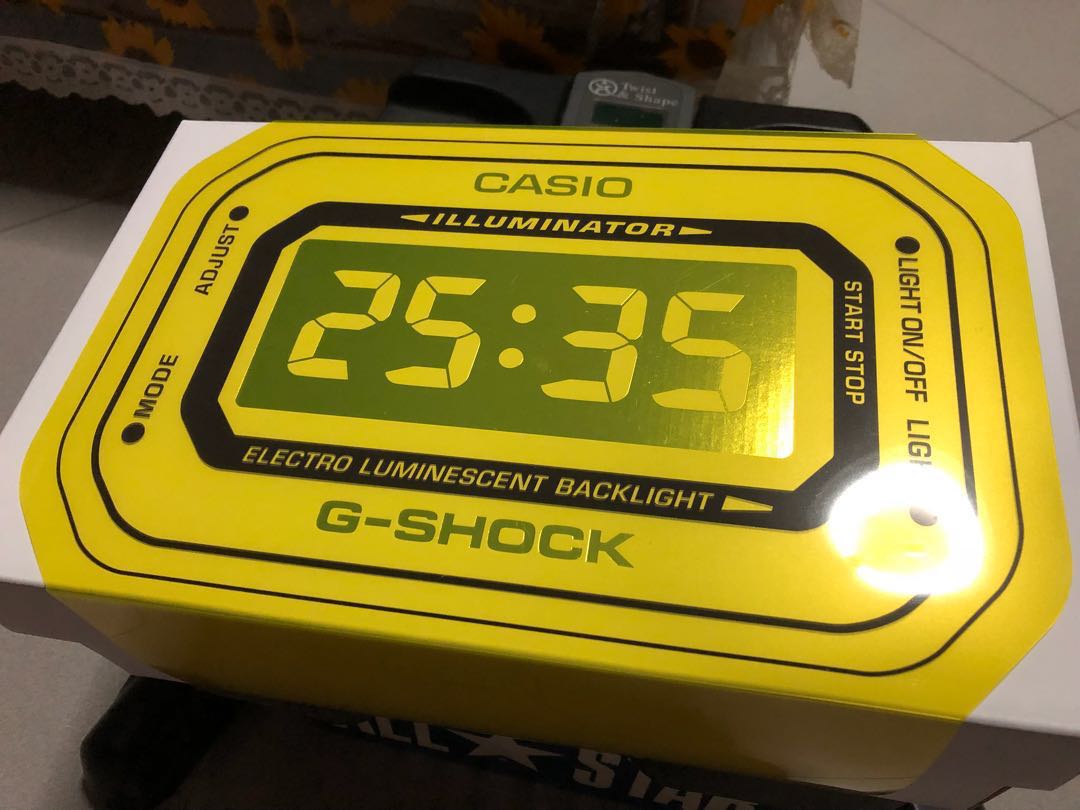 Twist
& Shape
CASIO
ILLUMINATOR
ADJUST
MODE
25:35
START STOP
LIGHT ON/OFF
ELECTRO LUMINESCENT BACKLIGHT
G-SHOCK